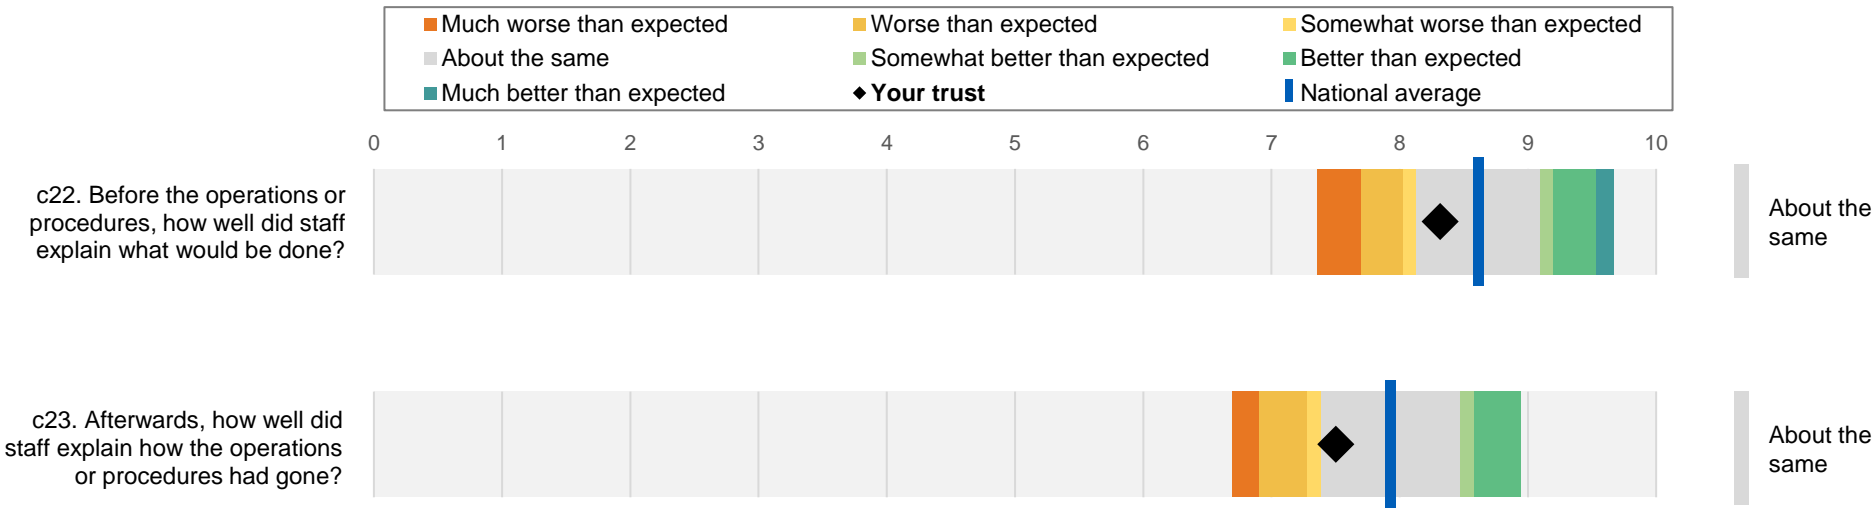 Much worse than expected
Worse than expected
Somewhat worse than expected
About the same
Somewhat better than expected
Better than expected
Much better than expected
Your trust
National average
0 1 2 3 4 5 6 7 8 9 10
c22. Before the operations or
procedures, how well did staff
explain what would be done?
About the
same
c23. Afterwards, how well did
staff explain how the operations
or procedures had gone?
About the
same